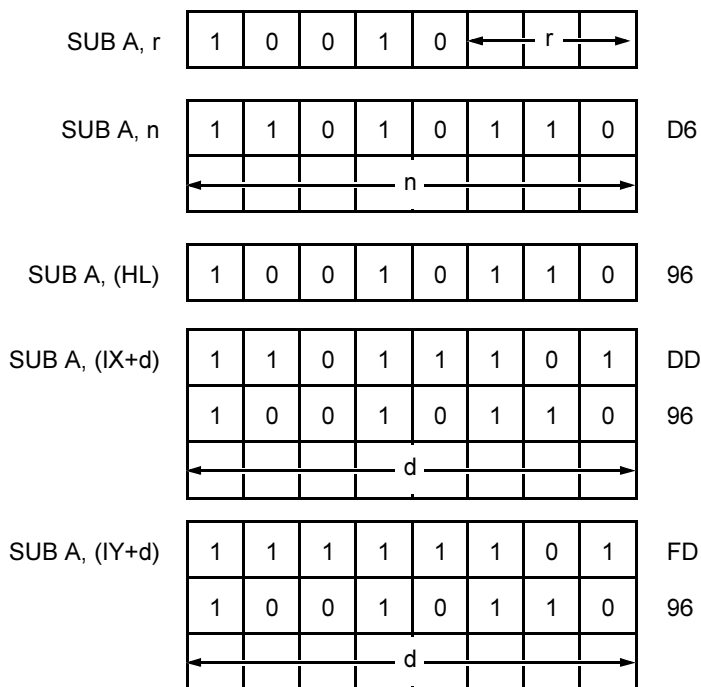 SUB A, r 1 0 0 1 0 r
SUB A, n 1 1 0 1 0 1 1 0 D6
n
SUB A, (HL) 1 0 0 1 0 1 1 0 96
SUB A, (IX+d) 1 1 0 1 1 1 0 1 DD
1 0 0 1 0 1 1 0 96
d
SUB A, (IY+d) 1 1 1 1 1 1 0 1 FD
1 0 0 1 0 1 1 0 96
d